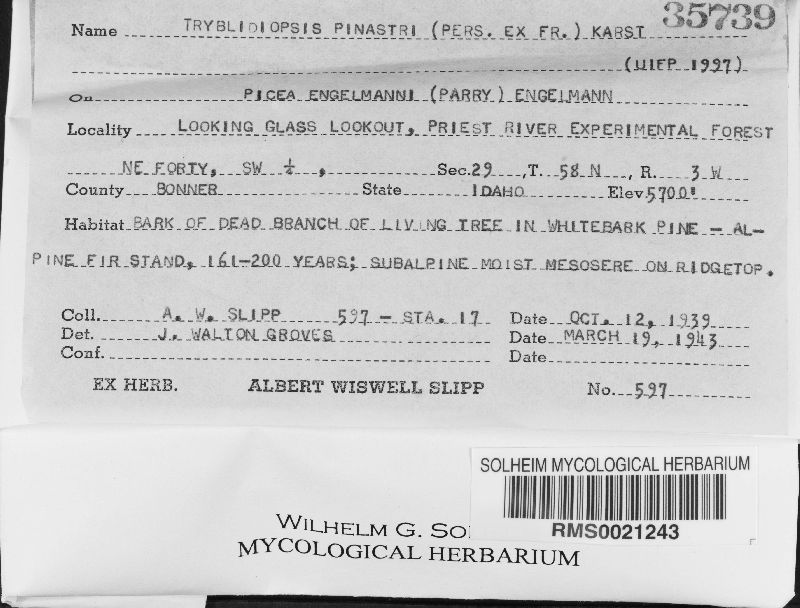 35739
Name TRYBLIDIOPSIS PINASTRI (PERS. EX FR.) KARST
(UIFP 1997)
On PICEA ENGELMANNI (PARRY) ENGELMANN
Locality LOOKING GLASS LOOKOUT, PRIEST RIVER EXPERIMENTAL FOREST
NE FORTY, SW ¼, Sec. 29, T. 58 N, R. 3 W
County BONNER State IDAHO Elev. 5700'
Habitat BARK OF DEAD BRANCH OF LIVING TREE IN WHITEBARK PINE - AL-
PINE FIR STAND, 161-200 YEARS; SUBALPINE MOIST MESOSERE ON RIDGETOP.
Coll. A. W. SLIPP 597 - STA. 17 Date OCT. 12, 1939
Det. J. WALTON GROVES Date MARCH 19, 1943
Conf. Date
EX HERB. ALBERT WISWELL SLIPP No. 597
SOLHEIM MYCOLOGICAL HERBARIUM
RMS0021243
WILHELM G. SO
MYCOLOGICAL HERBARIUM